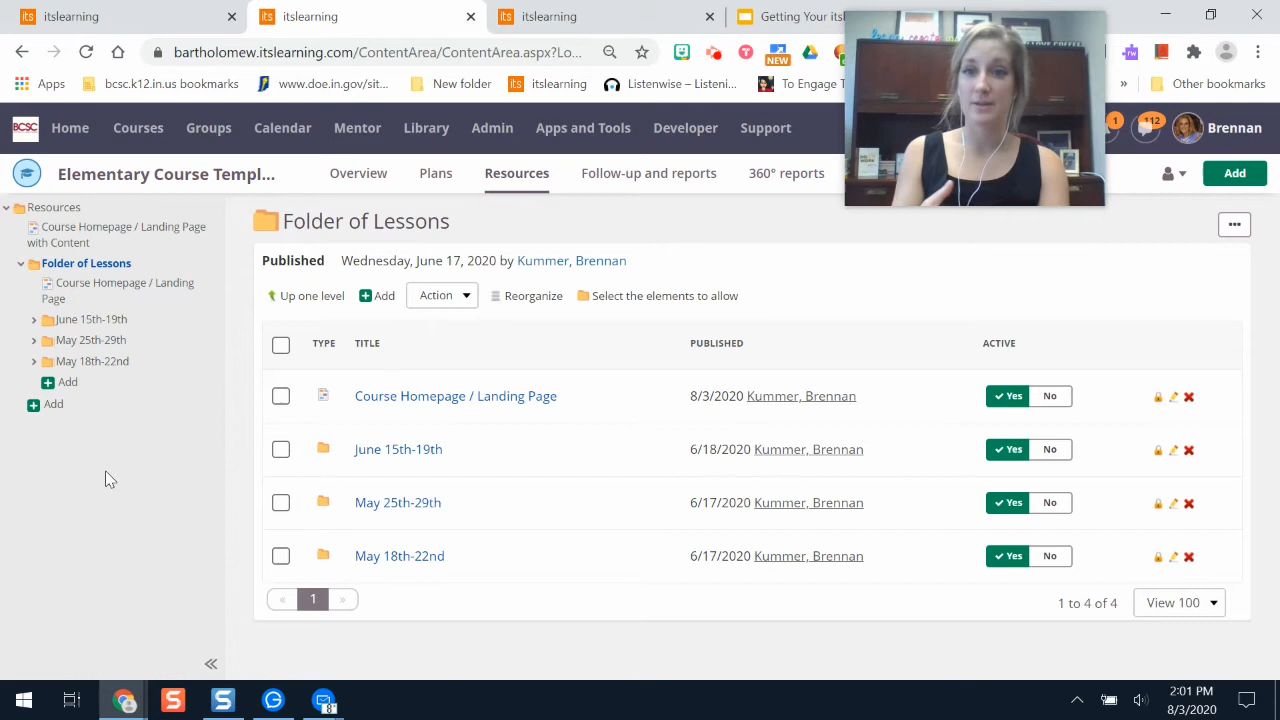 itslearning
itslearning
itslearning
Getting Your its
bartholomew.itslearning.com/ContentArea/ContentArea.aspx?Lo...
NEW
Apps
bcsc.k12.in.us bookmarks
www.doe.in.gov/sit...
New folder
itslearning
Listenwise – Listeni...
To Engage T
»
Other bookmarks
BCSC
Home
Courses
Groups
Calendar
Mentor
Library
Admin
Apps and Tools
Developer
Support
1
112
Brennan
Elementary Course Templ...
Overview
Plans
Resources
Follow-up and reports
360° reports
Add
Resources
Course Homepage / Landing Page
with Content
Folder of Lessons
Course Homepage / Landing
Page
June 15th-19th
May 25th-29th
May 18th-22nd
Add
Add
Folder of Lessons
Published Wednesday, June 17, 2020 by Kummer, Brennan
Up one level
Add
Action
Reorganize
Select the elements to allow
TYPE TITLE PUBLISHED ACTIVE
Course Homepage / Landing Page 8/3/2020 Kummer, Brennan Yes No
June 15th-19th 6/18/2020 Kummer, Brennan Yes No
May 25th-29th 6/17/2020 Kummer, Brennan Yes No
May 18th-22nd 6/17/2020 Kummer, Brennan Yes No
« 1 »
1 to 4 of 4
View 100
2:01 PM
8/3/2020